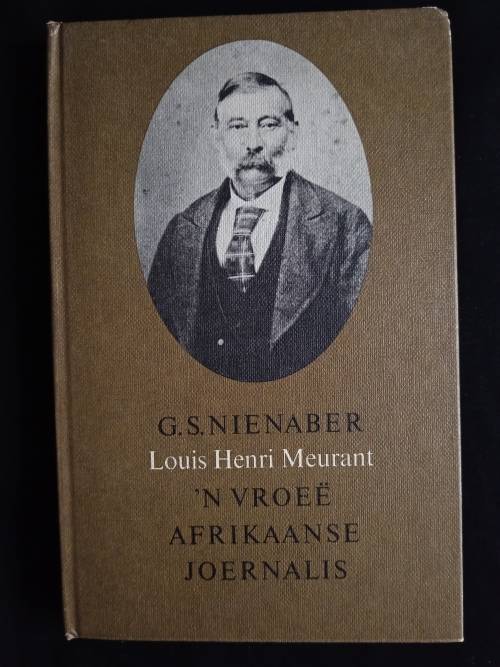 G.S. NIENABER
Louis Henri Meurant
'N VROEË
AFRIKAANSE
JOERNALIS